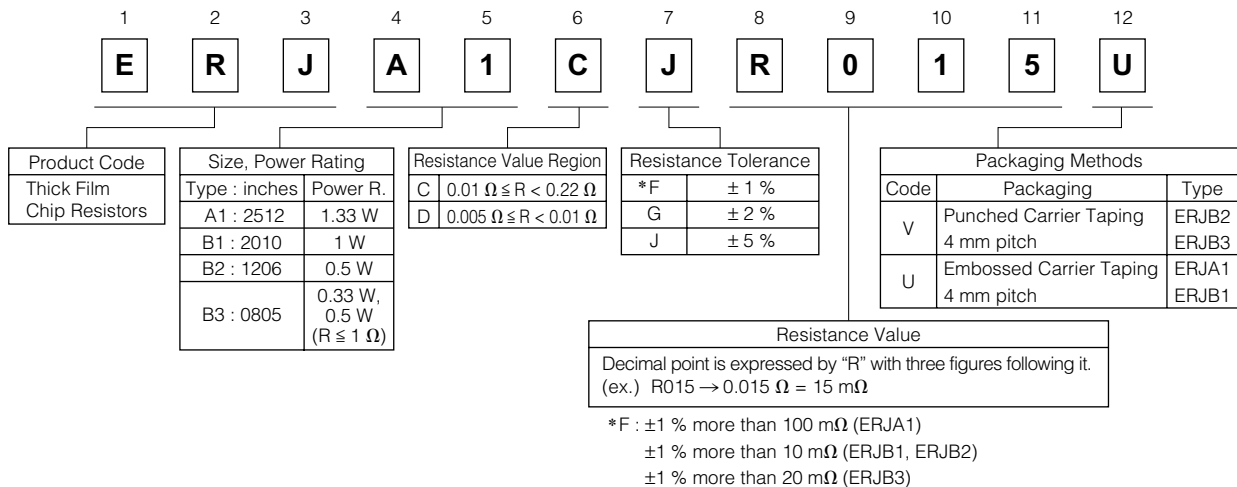 1 2 3 4 5 6 7 8 9 10 11 12
E R J A 1 C J R 0 1 5 U
Product Code
Thick Film
Chip Resistors
Size, Power Rating
Type : inches Power R.
A1 : 2512 1.33 W
B1 : 2010 1 W
B2 : 1206 0.5 W
B3 : 0805 0.33 W,
0.5 W
(R ≦ 1 Ω)
Resistance Value Region
C 0.01 Ω ≦ R < 0.22 Ω
D 0.005 Ω ≦ R < 0.01 Ω
Resistance Tolerance
*F ± 1 %
G ± 2 %
J ± 5 %
Packaging Methods
Code Packaging Type
V Punched Carrier Taping ERJB2
4 mm pitch ERJB3
U Embossed Carrier Taping ERJA1
4 mm pitch ERJB1
Resistance Value
Decimal point is expressed by “R” with three figures following it.
(ex.) R015 → 0.015 Ω = 15 mΩ
*F : ±1 % more than 100 mΩ (ERJA1)
±1 % more than 10 mΩ (ERJB1, ERJB2)
±1 % more than 20 mΩ (ERJB3)